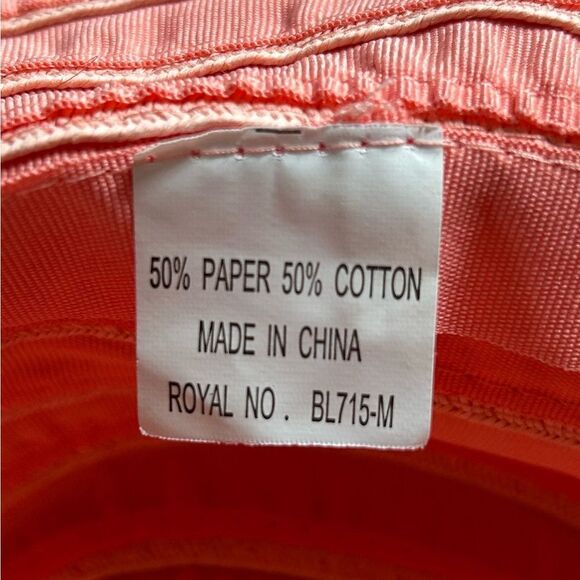 50% PAPER 50% COTTON
MADE IN CHINA
ROYAL NO . BL715-M